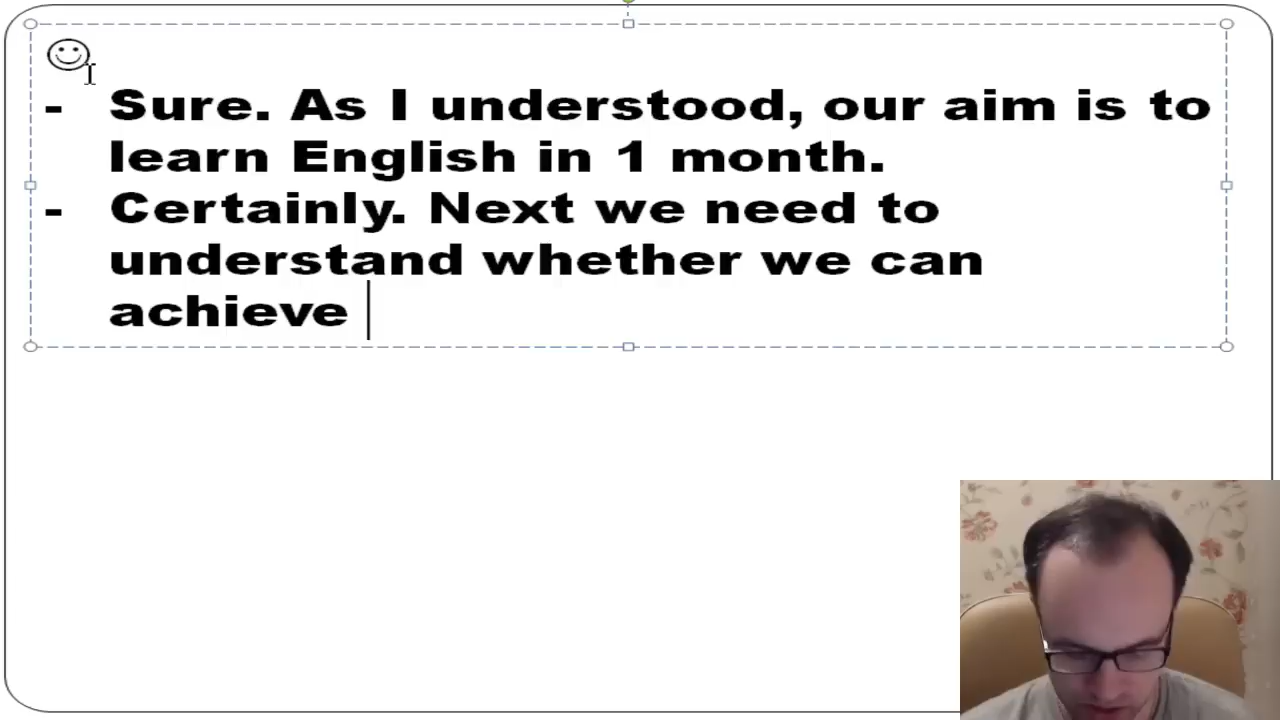 - Sure. As I understood, our aim is to
learn English in 1 month.
- Certainly. Next we need to
understand whether we can
achieve